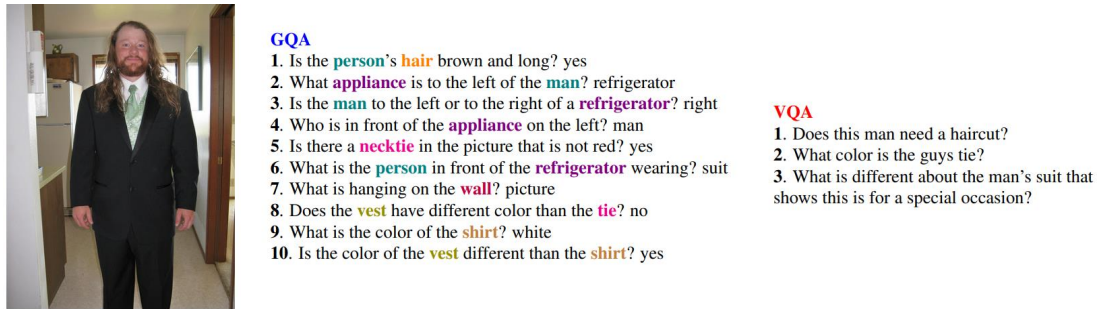 GQA
1. Is the person's hair brown and long? yes
2. What appliance is to the left of the man? refrigerator
3. Is the man to the left or to the right of a refrigerator? right
4. Who is in front of the appliance on the left? man
5. Is there a necktie in the picture that is not red? yes
6. What is the person in front of the refrigerator wearing? suit
7. What is hanging on the wall? picture
8. Does the vest have different color than the tie? no
9. What is the color of the shirt? white
10. Is the color of the vest different than the shirt? yes
VQA
1. Does this man need a haircut?
2. What color is the guys tie?
3. What is different about the man's suit that
shows this is for a special occasion?